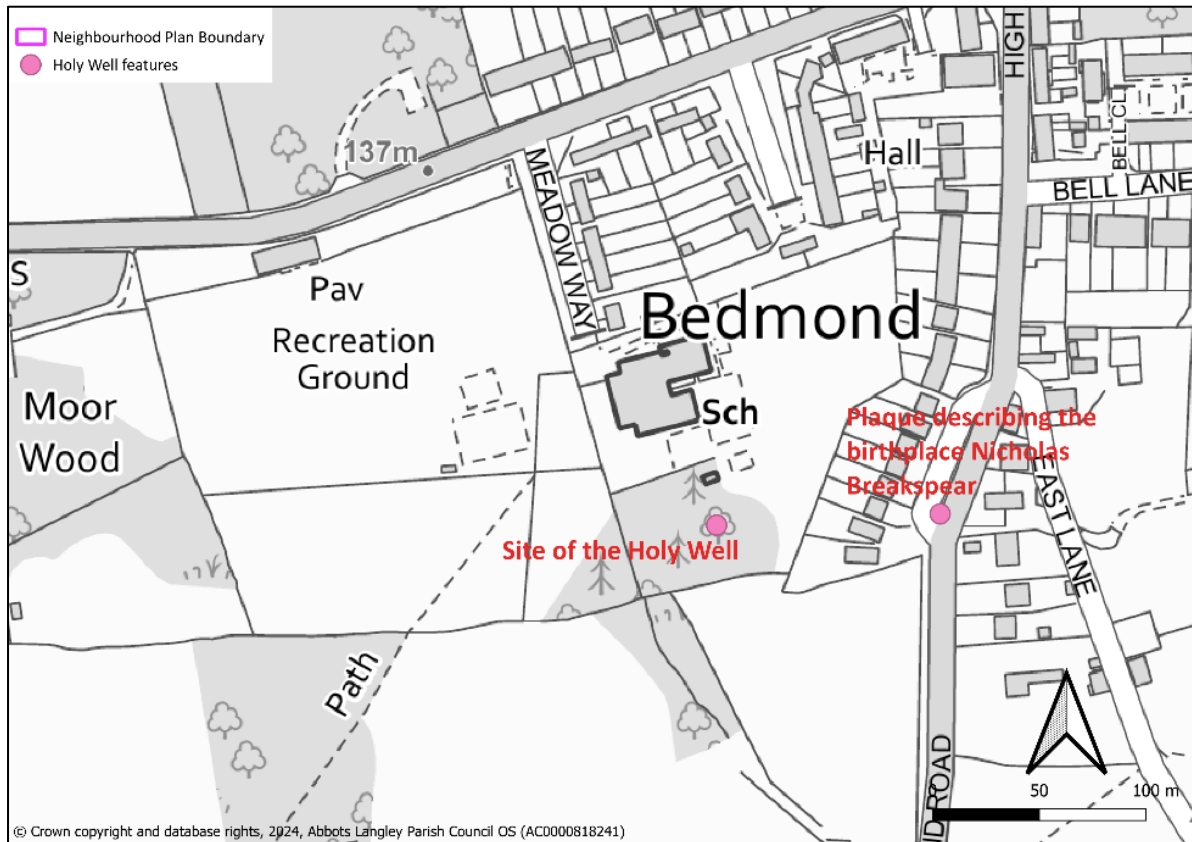 Neighbourhood Plan Boundary
Holy Well features
HIGH
137m
MEADOW WAY
Hall
BELL CL
BELL LANE
S
Pav
Recreation
Ground
Bedmond
Moor
Wood
Sch
Plaque describing the
birthplace Nicholas
Breakspear
EAST LANE
Site of the Holy Well
Path
ROAD
50
100 m
© Crown copyright and database rights, 2024, Abbots Langley Parish Council OS (AC0000818241)